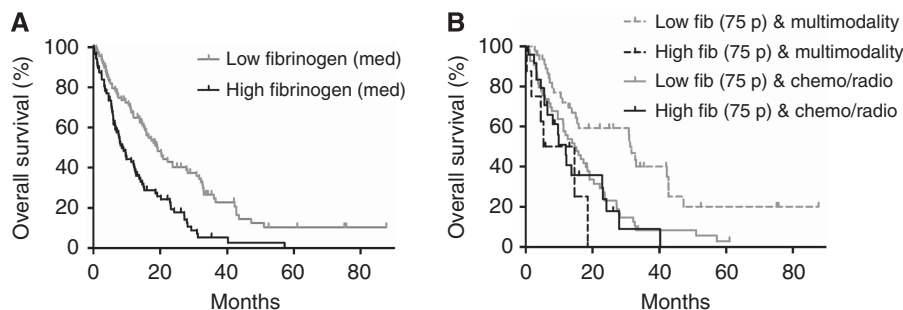 A
Overall survival (%)
100
80
60
40
20
0
Low fibrinogen (med)
High fibrinogen (med)
0 20 40 60 80
Months
B
Overall survival (%)
100
80
60
40
20
0
Low fib (75 p) & multimodality
High fib (75 p) & multimodality
Low fib (75 p) & chemo/radio
High fib (75 p) & chemo/radio
0 20 40 60 80
Months